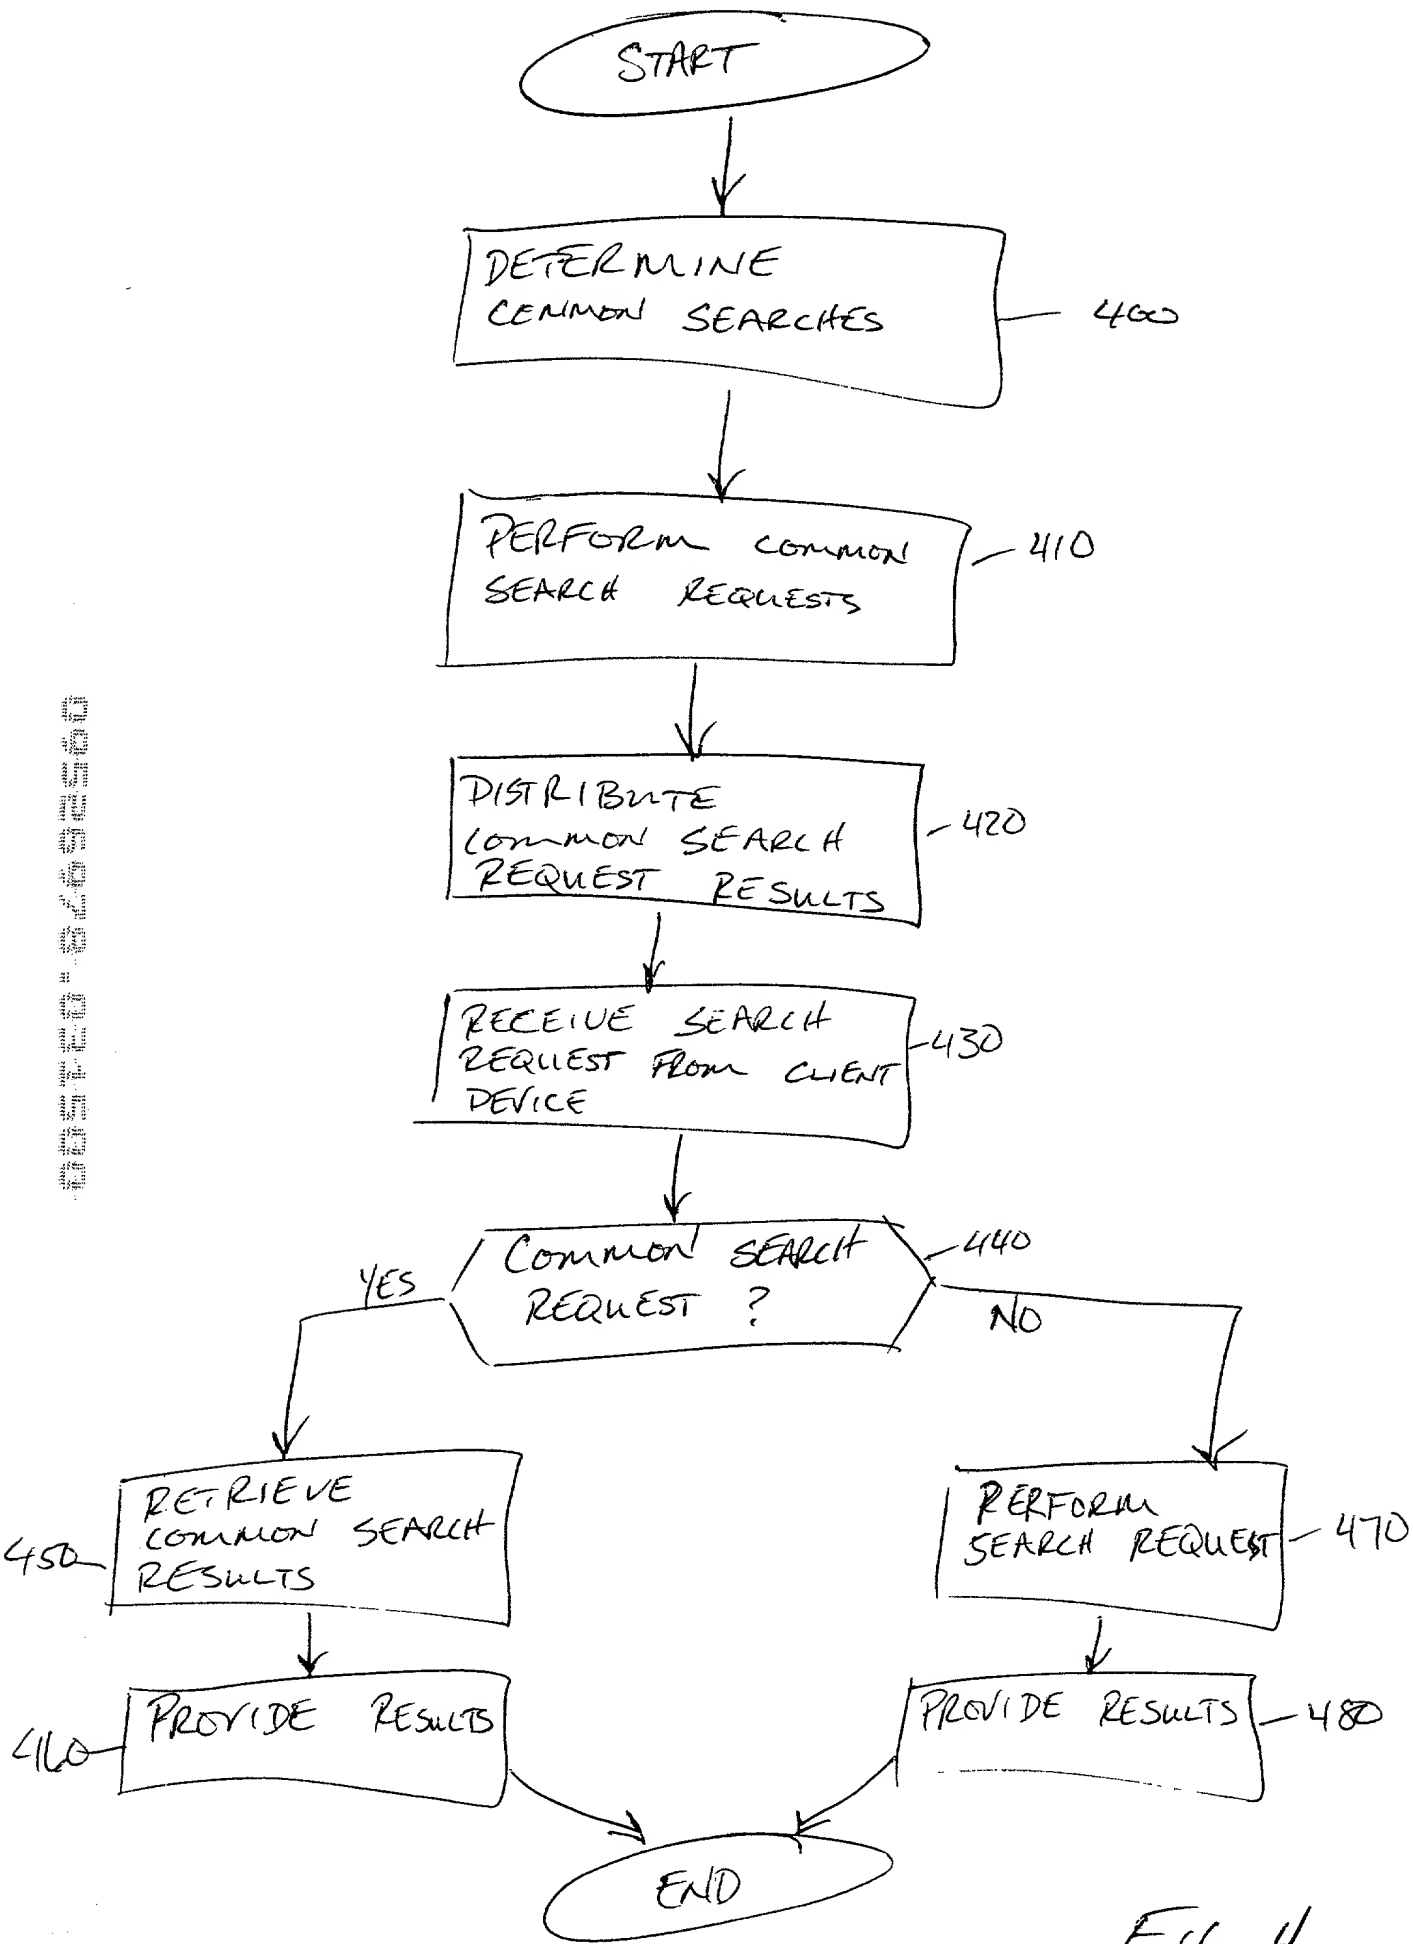 START
DETERMINE
COMMON SEARCHES
400
PERFORM COMMON
SEARCH REQUESTS
410
DISTRIBUTE
COMMON SEARCH
REQUEST RESULTS
420
RECEIVE SEARCH
REQUEST FROM CLIENT
DEVICE
430
COMMON SEARCH
REQUEST ?
440
YES
NO
RETRIEVE
COMMON SEARCH
RESULTS
450
PERFORM
SEARCH REQUEST
470
PROVIDE RESULTS
460
PROVIDE RESULTS
480
END
FIG. 4